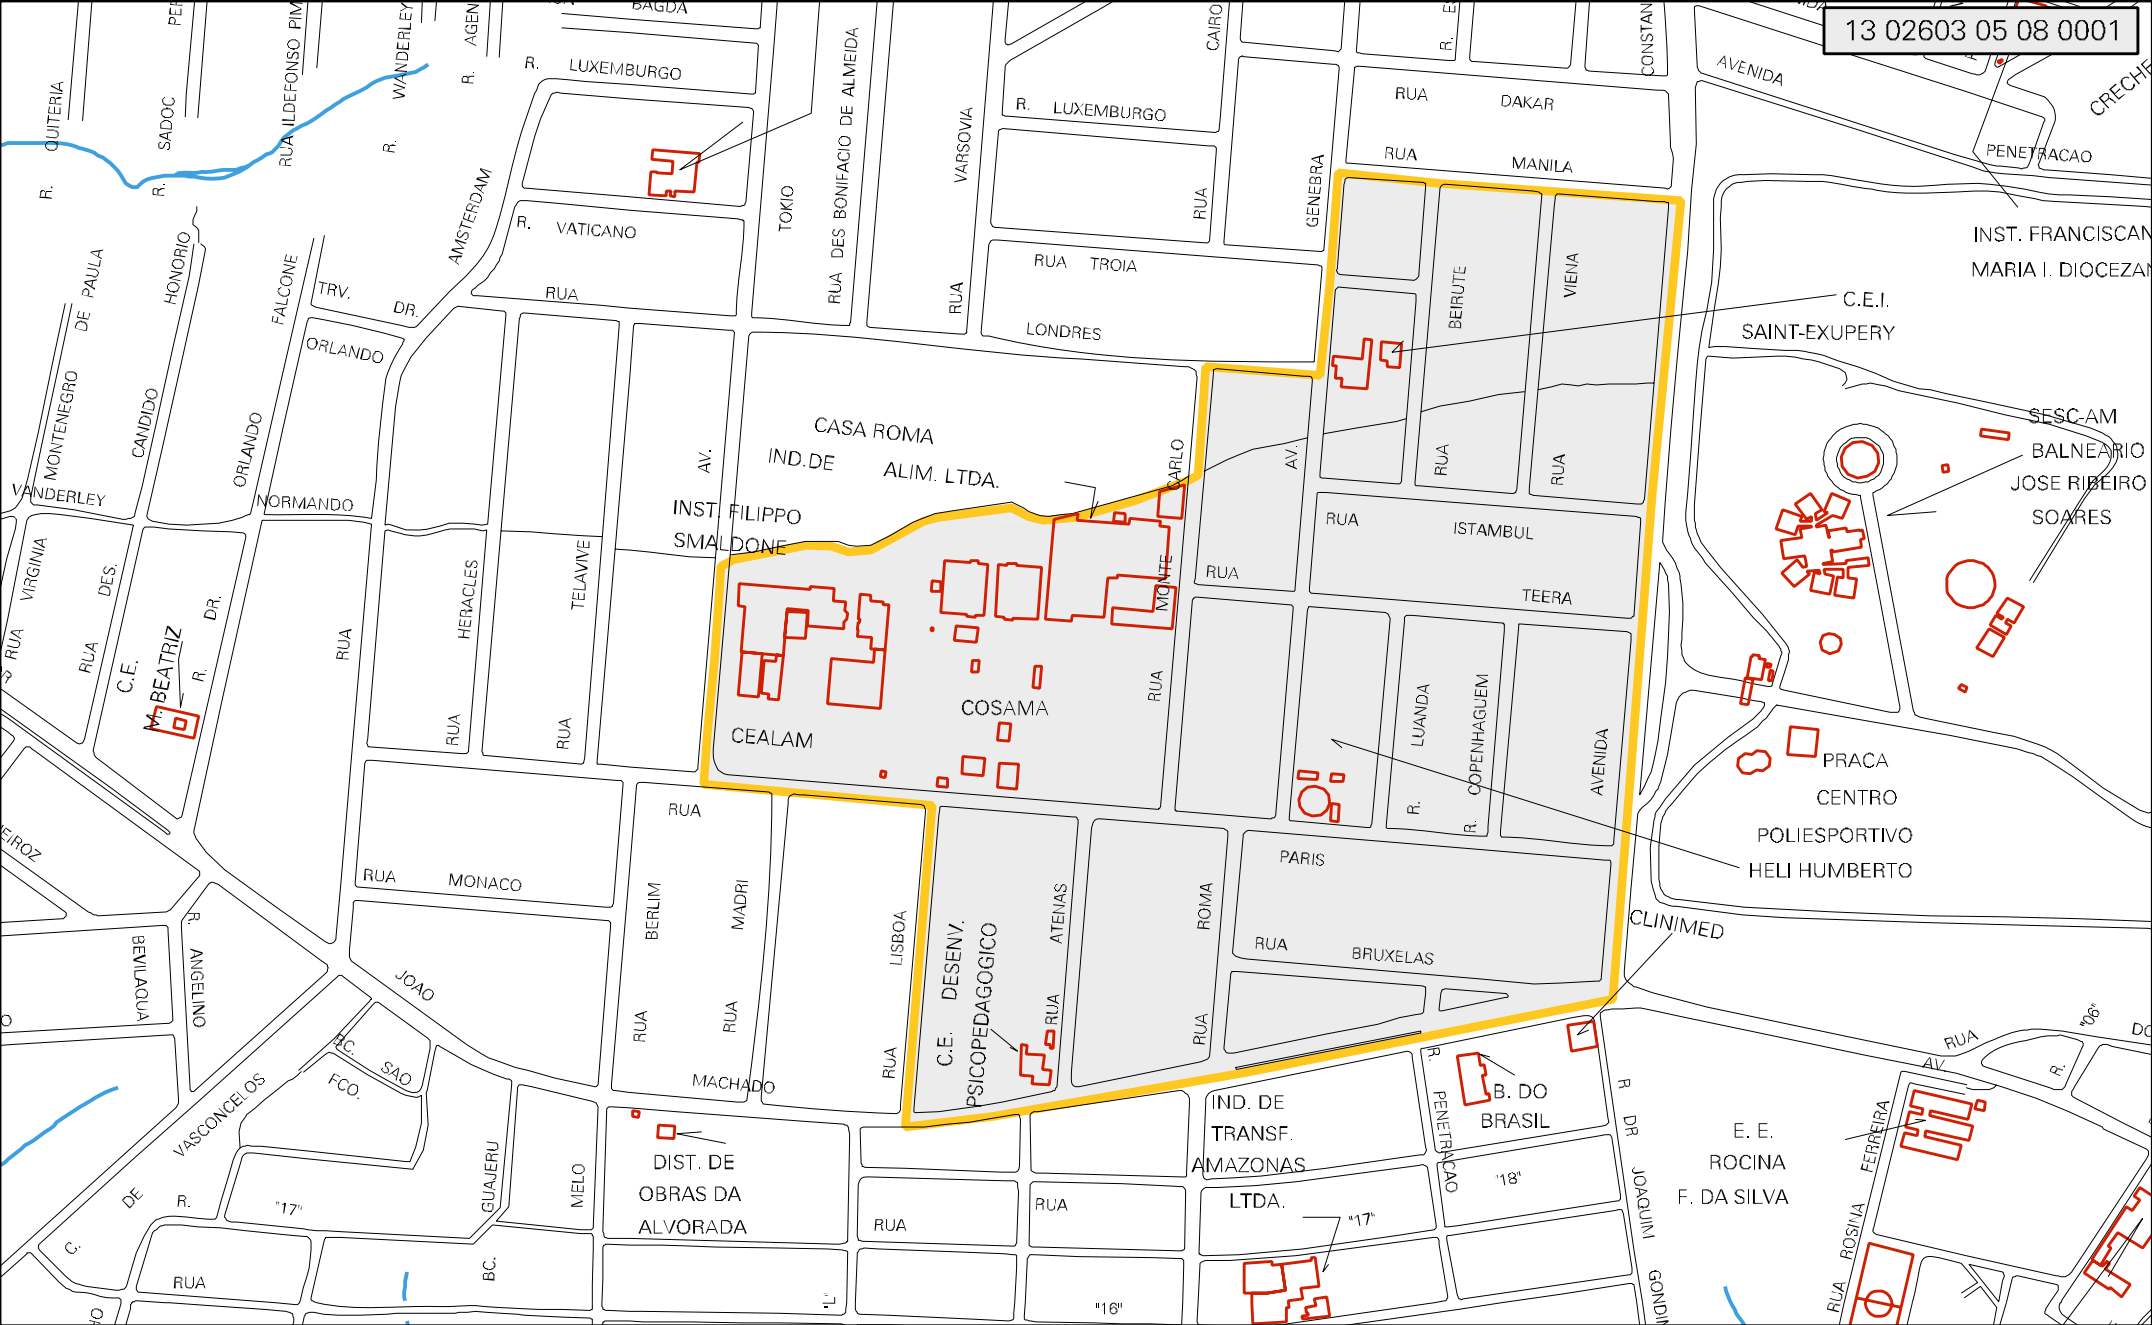 13 02603 05 08 0001
BAGDA
R. LUXEMBURGO
R. LUXEMBURGO
RUA DAKAR
RUA MANILA
AVENIDA
PENETRACAO
CRECHE
R. QUITERIA
R. SADOC
RUA ILDEFONSO PIM
R. WANDERLEY
R. AGEN
AMSTERDAM
R. VATICANO
TOKIO
RUA DES BONIFACIO DE ALMEIDA
RUA VARSOVIA
RUA CAIRO
GENEBRA
CONSTAN
RUA TROIA
RUA LONDRES
INST. FRANCISCAN
MARIA I. DIOCEZAN
C.E.I.
SAINT-EXUPERY
MONTENEGRO DE PAULA
CANDIDO HONORIO
ORLANDO FALCONE
TRV. DR.
ORLANDO
RUA BEIRUTE
RUA VIENA
CASA ROMA
IND.DE ALIM. LTDA.
INST. FILIPPO
SMALDONE
AV.
AV.
RUA MONTE CARLO
SESC-AM
BALNEARIO
JOSE RIBEIRO
SOARES
VANDERLEY
NORMANDO
RUA VIRGINIA
RUA DES.
R. DR.
C.E.
M. BEATRIZ
RUA
RUA HERACLES
RUA TELAVIVE
RUA ISTAMBUL
RUA TEERA
COSAMA
CEALAM
R. LUANDA
R. COPENHAGUEM
AVENIDA
PRACA
CENTRO
POLIESPORTIVO
HELI HUMBERTO
RUA PARIS
RUA MONACO
RUA BERLIM
RUA MADRI
RUA LISBOA
C.E. DESENV.
PSICOPEDAGOGICO
RUA ATENAS
RUA ROMA
RUA BRUXELAS
CLINIMED
EIROZ
BEVILAQUA
R. ANGELINO
JOAO
MACHADO
BC. SAO
FCO.
C. DE VASCONCELOS
GUAJERU
BC.
MELO
DIST. DE
OBRAS DA
ALVORADA
IND. DE
TRANSF.
AMAZONAS
LTDA.
R. PENETRACAO
B. DO
BRASIL
R DR JOAQUIM GONDIN
RUA
AV
"06"
R.
DO
E. E.
ROCINA
F. DA SILVA
RUA ROSINA FERREIRA
R. "17"
RUA
RUA
RUA
"17"
"18"
"L"
"16"